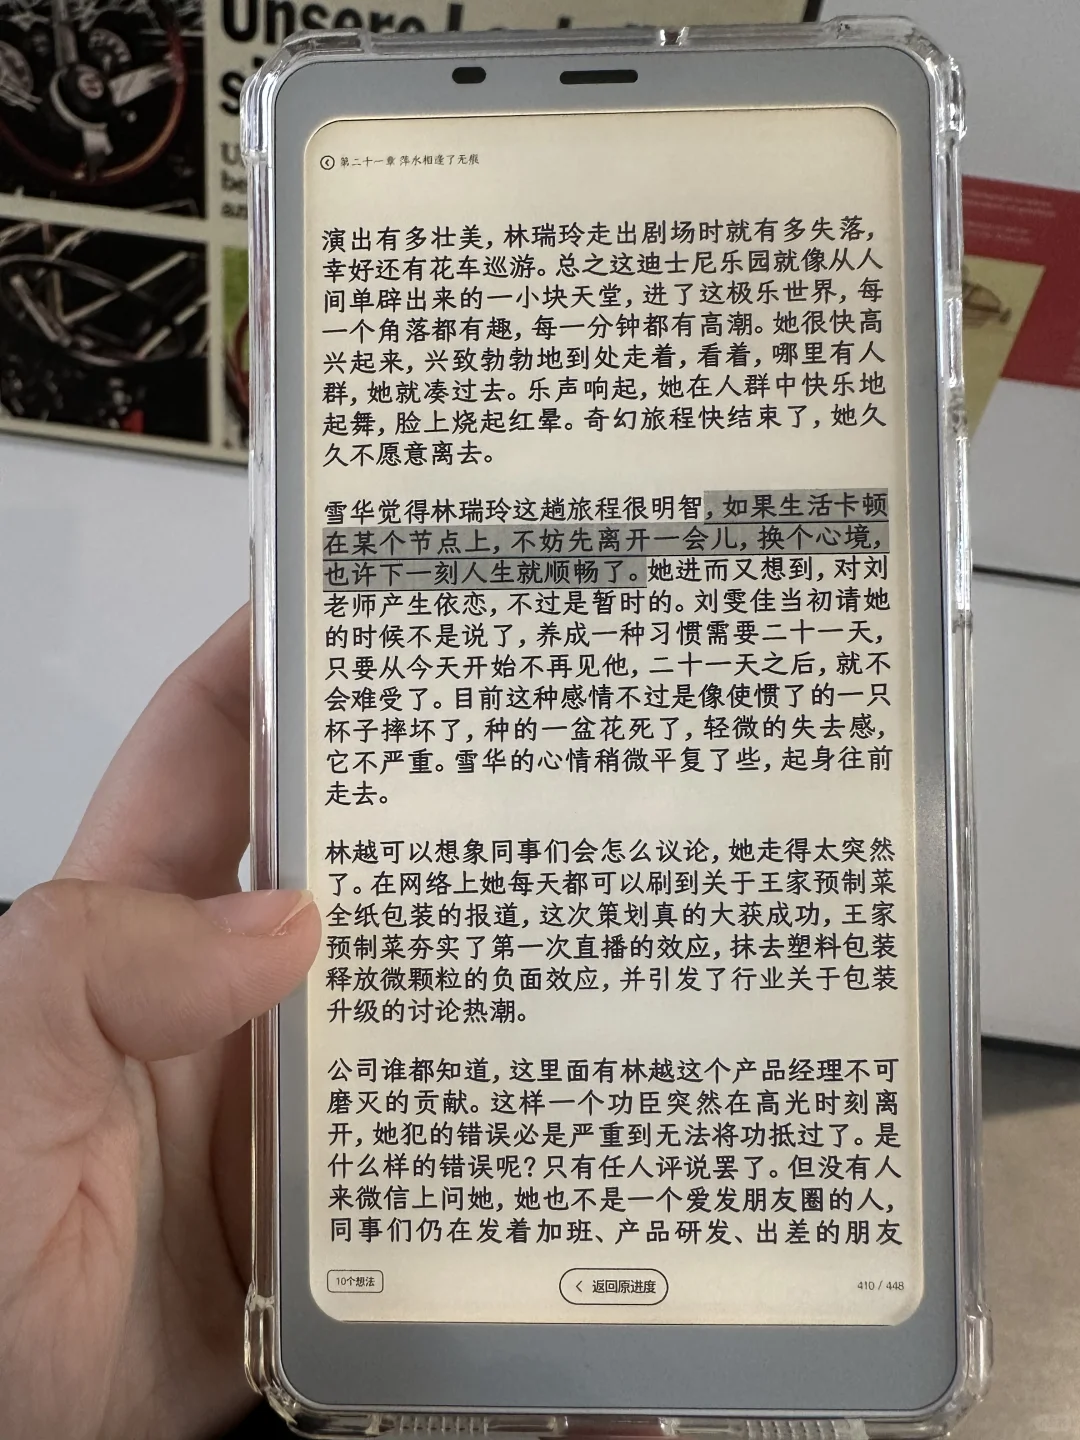 Unsere
第二十一章 萍水相逢了无痕
演出有多壮美，林瑞玲走出剧场时就有多失落，
幸好还有花车巡游。总之这迪士尼乐园就像从人
间单辟出来的一小块天堂，进了这极乐世界，每
一个角落都有趣，每一分钟都有高潮。她很快高
兴起来，兴致勃勃地到处走着，看着，哪里有人
群，她就凑过去。乐声响起，她在人群中快乐地
起舞，脸上烧起红晕。奇幻旅程快结束了，她久
久不愿意离去。
雪华觉得林瑞玲这趟旅程很明智，如果生活卡顿
在某个节点上，不妨先离开一会儿，换个心境，
也许下一刻人生就顺畅了。她进而又想到，对刘
老师产生依恋，不过是暂时的。刘雯佳当初请她
的时候不是说了，养成一种习惯需要二十一天，
只要从今天开始不再见他，二十一天之后，就不
会难受了。目前这种感情不过是像使惯了的一只
杯子摔坏了，种的一盆花死了，轻微的失去感，
它不严重。雪华的心情稍微平复了些，起身往前
走去。
林越可以想象同事们会怎么议论，她走得太突然
了。在网络上她每天都可以刷到关于王家预制菜
全纸包装的报道，这次策划真的大获成功，王家
预制菜夯实了第一次直播的效应，抹去塑料包装
释放微颗粒的负面效应，并引发了行业关于包装
升级的讨论热潮。
公司谁都知道，这里面有林越这个产品经理不可
磨灭的贡献。这样一个功臣突然在高光时刻离
开，她犯的错误必是严重到无法将功抵过了。是
什么样的错误呢？只有任人评说罢了。但没有人
来微信上问她，她也不是一个爱发朋友圈的人，
同事们仍在发着加班、产品研发、出差的朋友
10个想法
返回原进度
410 / 448